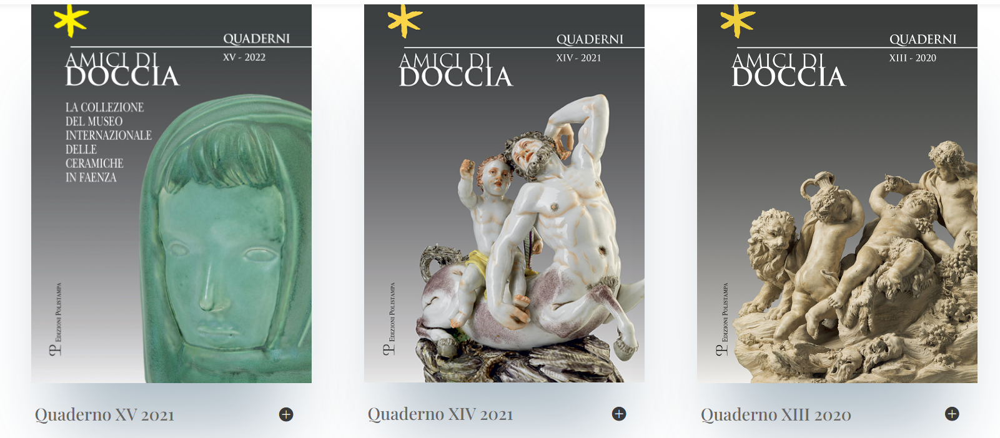 QUADERNI
XV - 2022
AMICI DI
DOCCIA
LA COLLEZIONE
DEL MUSEO
INTERNAZIONALE
DELLE
CERAMICHE
IN FAENZA
EDIZIONI POLISTAMPA
Quaderno XV 2021
QUADERNI
XIV - 2021
AMICI DI
DOCCIA
EDIZIONI POLISTAMPA
Quaderno XIV 2021
QUADERNI
XIII - 2020
AMICI DI
DOCCIA
EDIZIONI POLISTAMPA
Quaderno XIII 2020